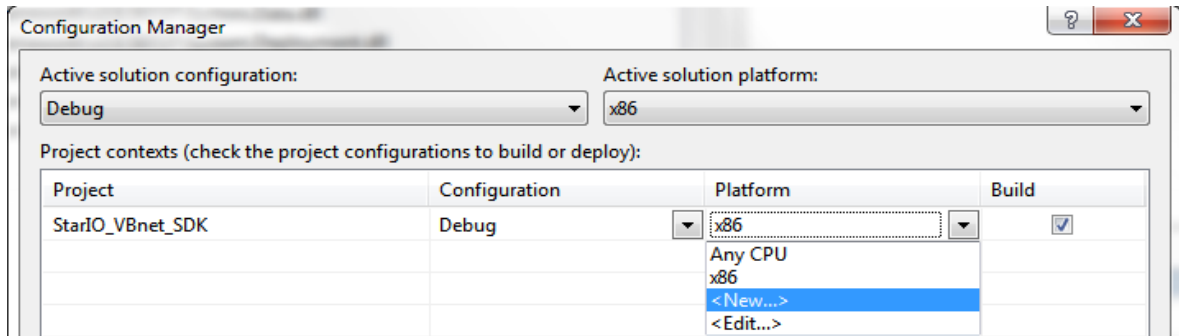 Configuration Manager
Active solution configuration: Active solution platform:
Debug x86
Project contexts (check the project configurations to build or deploy):
Project Configuration Platform Build
StarIO_VBnet_SDK Debug x86
Any CPU
x86
<New...>
<Edit...>